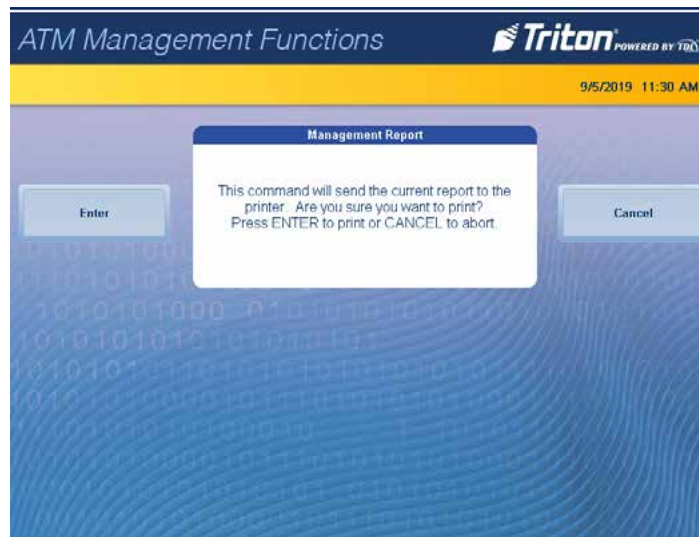 ATM Management Functions
Triton POWERED BY TDX
9/5/2019 11:30 AM
Management Report
Enter
This command will send the current report to the
printer. Are you sure you want to print?
Press ENTER to print or CANCEL to abort.
Cancel